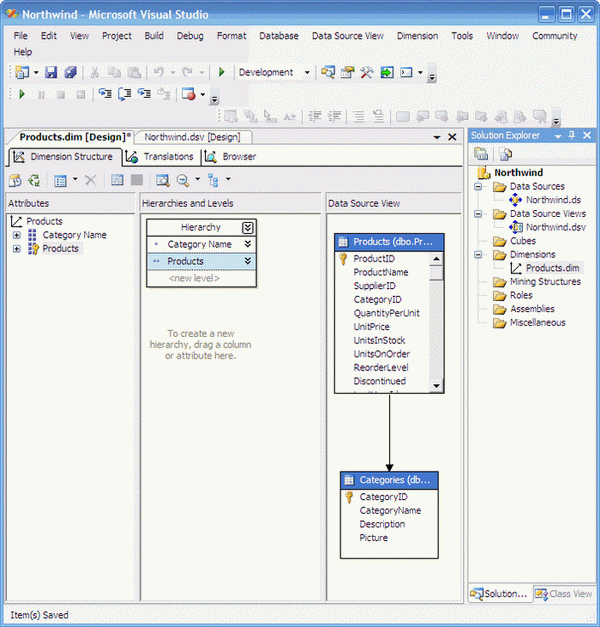 Northwind - Microsoft Visual Studio
File Edit View Project Build Debug Format Database Data Source View Dimension Tools Window Community
Help
Development
Products.dim [Design]*
Northwind.dsv [Design]
Dimension Structure
Translations
Browser
Attributes
Products
Category Name
Products
Hierarchies and Levels
Hierarchy
Category Name
Products
<new level>
To create a new
hierarchy, drag a column
or attribute here.
Data Source View
Products (dbo.Pr...
ProductID
ProductName
SupplierID
CategoryID
QuantityPerUnit
UnitPrice
UnitsInStock
UnitsOnOrder
ReorderLevel
Discontinued
Categories (db...
CategoryID
CategoryName
Description
Picture
Solution Explorer
Northwind
Data Sources
Northwind.ds
Data Source Views
Northwind.dsv
Cubes
Dimensions
Products.dim
Mining Structures
Roles
Assemblies
Miscellaneous
Solution...
Class View
Item(s) Saved